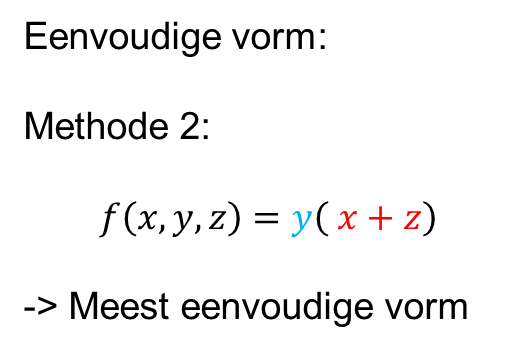 Eenvoudige vorm:
Methode 2:
f(x, y, z) = y( x + z)
-> Meest eenvoudige vorm